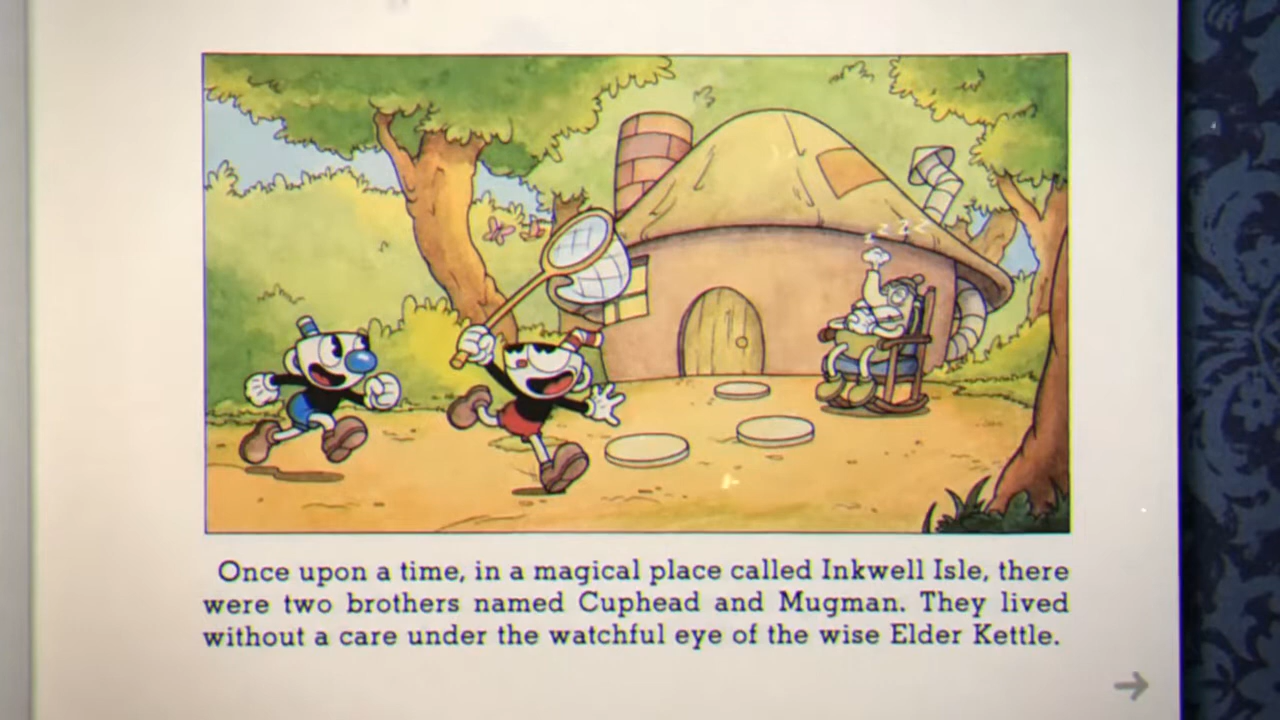 z z z z
Once upon a time, in a magical place called Inkwell Isle, there
were two brothers named Cuphead and Mugman. They lived
without a care under the watchful eye of the wise Elder Kettle.